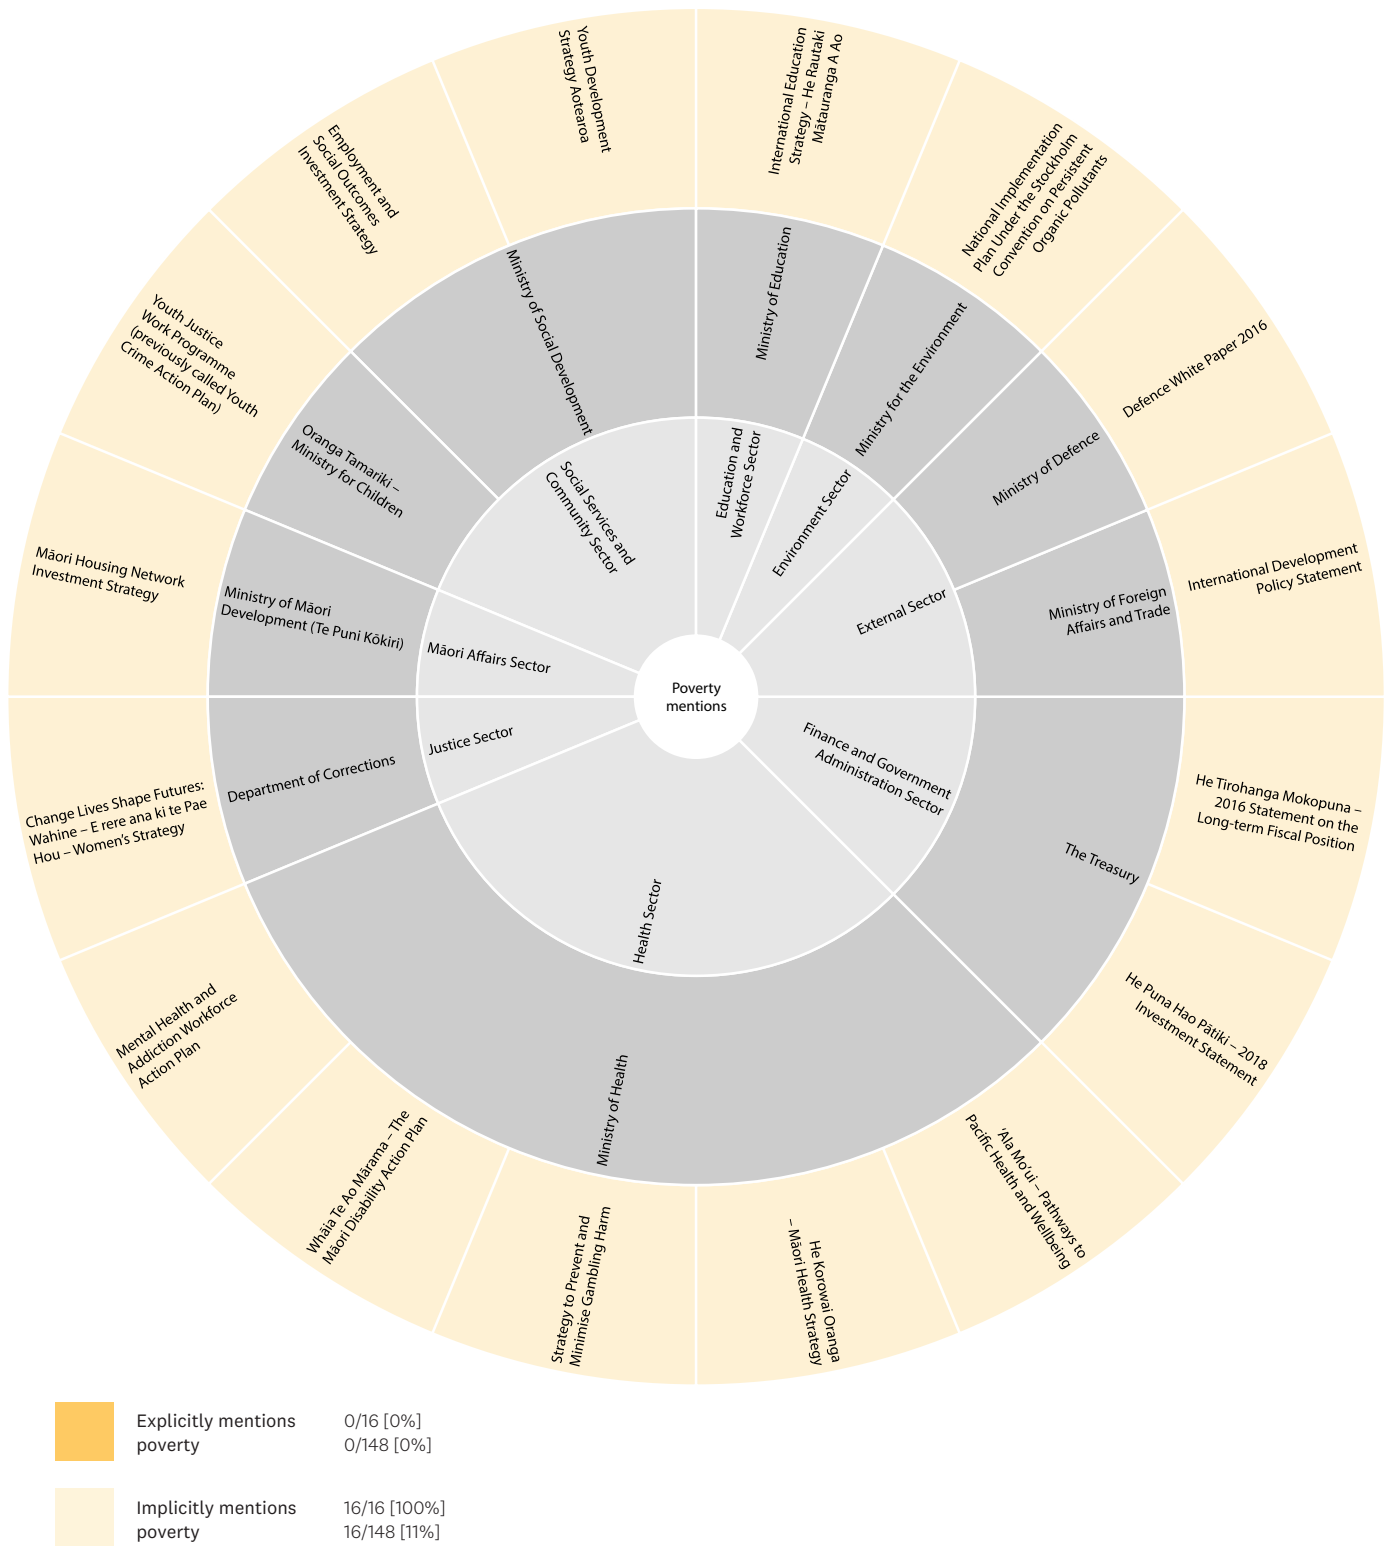 Poverty
mentions
Education and
Workforce Sector
Ministry of Education
International Education
Strategy – He Rautaki
Mātauranga A Ao
Environment Sector
Ministry for the Environment
National Implementation
Plan Under the Stockholm
Convention on Persistent
Organic Pollutants
External Sector
Ministry of Defence
Defence White Paper 2016
Ministry of Foreign
Affairs and Trade
International Development
Policy Statement
Finance and Government
Administration Sector
The Treasury
He Tirohanga Mokopuna –
2016 Statement on the
Long-term Fiscal Position
He Puna Hao Pātiki – 2018
Investment Statement
Health Sector
Ministry of Health
'Ala Mo'ui – Pathways to
Pacific Health and Wellbeing
He Korowai Oranga
– Māori Health Strategy
Strategy to Prevent and
Minimise Gambling Harm
Whāia Te Ao Mārama – The
Māori Disability Action Plan
Mental Health and
Addiction Workforce
Action Plan
Justice Sector
Department of Corrections
Change Lives Shape Futures:
Wahine – E rere ana ki te Pae
Hou – Women's Strategy
Māori Affairs Sector
Ministry of Māori
Development (Te Puni Kōkiri)
Māori Housing Network
Investment Strategy
Social Services and
Community Sector
Oranga Tamariki –
Ministry for Children
Youth Justice
Work Programme
(previously called Youth
Crime Action Plan)
Ministry of Social Development
Employment and
Social Outcomes
Investment Strategy
Youth Development
Strategy Aotearoa
Explicitly mentions 0/16 [0%]
poverty 0/148 [0%]
Implicitly mentions 16/16 [100%]
poverty 16/148 [11%]